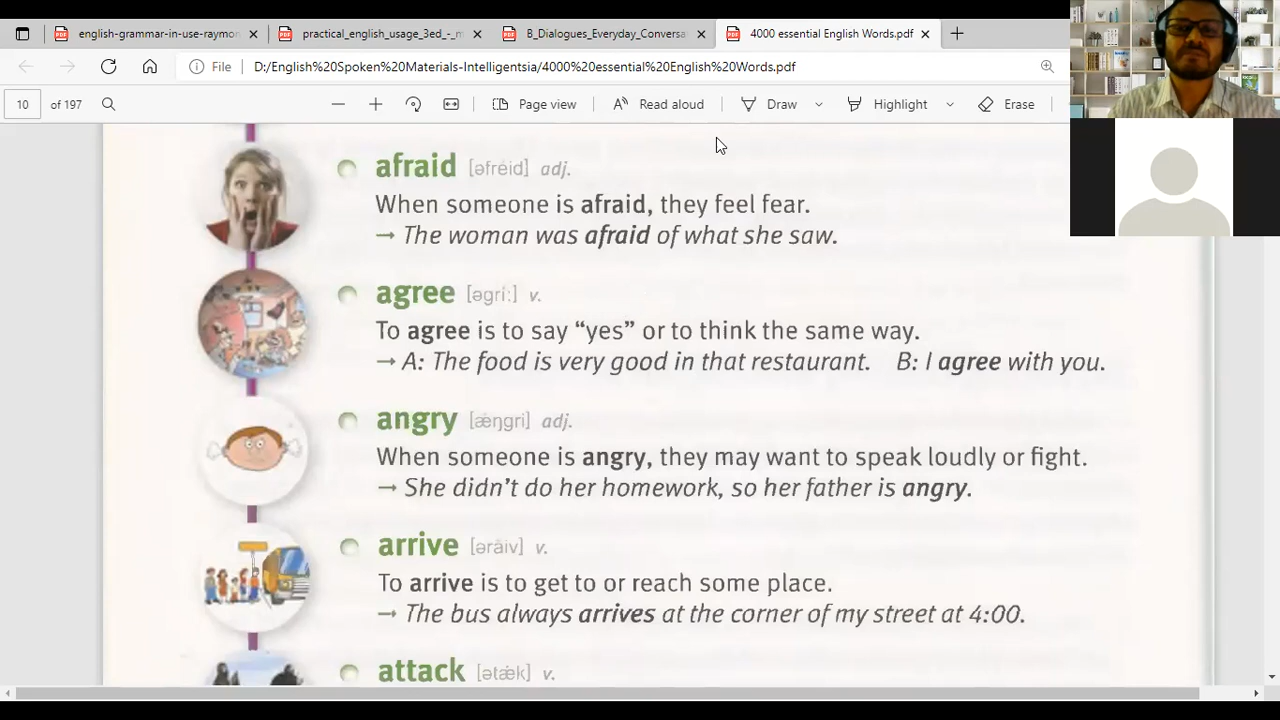 english-grammar-in-use-raymon
practical_english_usage_3ed_-_m
B_Dialogues_Everyday_Conversa
4000 essential English Words.pdf
File D:/English%20Spoken%20Materials-Intelligentsia/4000%20essential%20English%20Words.pdf
10 of 197 Page view Read aloud Draw Highlight Erase
afraid [əfréid] adj.
When someone is afraid, they feel fear.
→ The woman was afraid of what she saw.
agree [əgríː] v.
To agree is to say “yes” or to think the same way.
→ A: The food is very good in that restaurant. B: I agree with you.
angry [ǽŋgri] adj.
When someone is angry, they may want to speak loudly or fight.
→ She didn’t do her homework, so her father is angry.
arrive [əráiv] v.
To arrive is to get to or reach some place.
→ The bus always arrives at the corner of my street at 4:00.
attack [ətǽk] v.